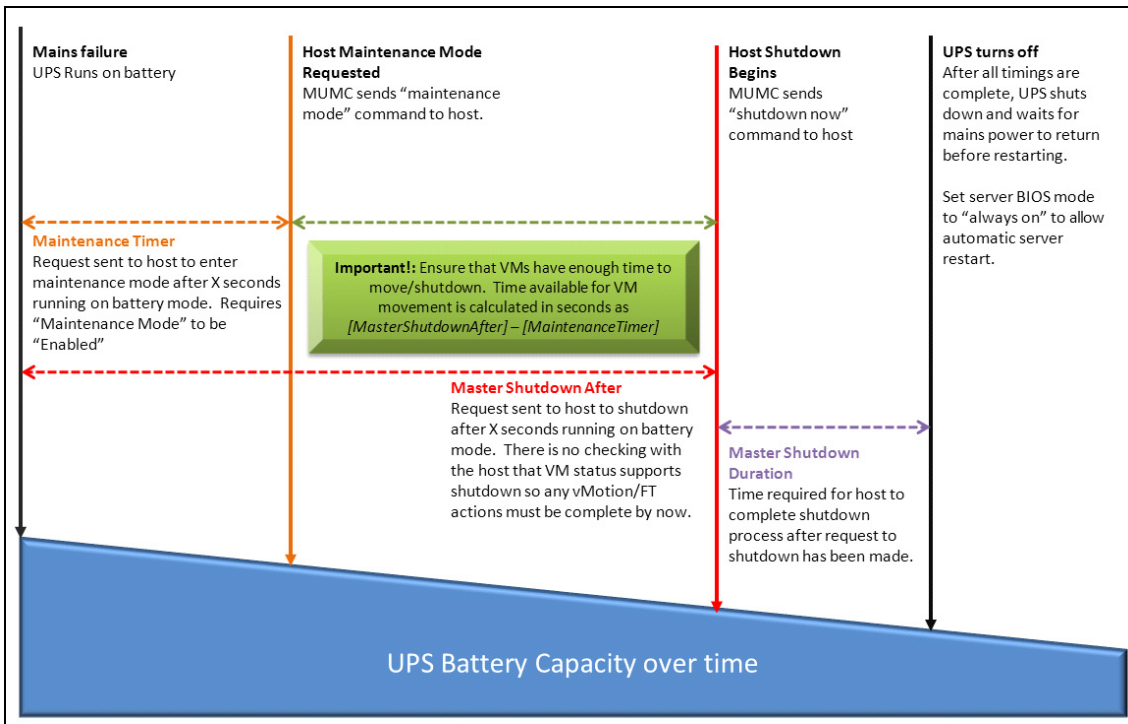 Mains failure
UPS Runs on battery
Host Maintenance Mode
Requested
MUMC sends “maintenance
mode” command to host.
Host Shutdown
Begins
MUMC sends
“shutdown now”
command to host
UPS turns off
After all timings are
complete, UPS shuts
down and waits for
mains power to return
before restarting.
Set server BIOS mode
to “always on” to allow
automatic server
restart.
Maintenance Timer
Request sent to host to enter
maintenance mode after X seconds
running on battery mode. Requires
“Maintenance Mode” to be
“Enabled”
Important!: Ensure that VMs have enough time to
move/shutdown. Time available for VM
movement is calculated in seconds as
[MasterShutdownAfter] – [MaintenanceTimer]
Master Shutdown After
Request sent to host to shutdown
after X seconds running on battery
mode. There is no checking with
the host that VM status supports
shutdown so any vMotion/FT
actions must be complete by now.
Master Shutdown
Duration
Time required for host to
complete shutdown
process after request to
shutdown has been made.
UPS Battery Capacity over time